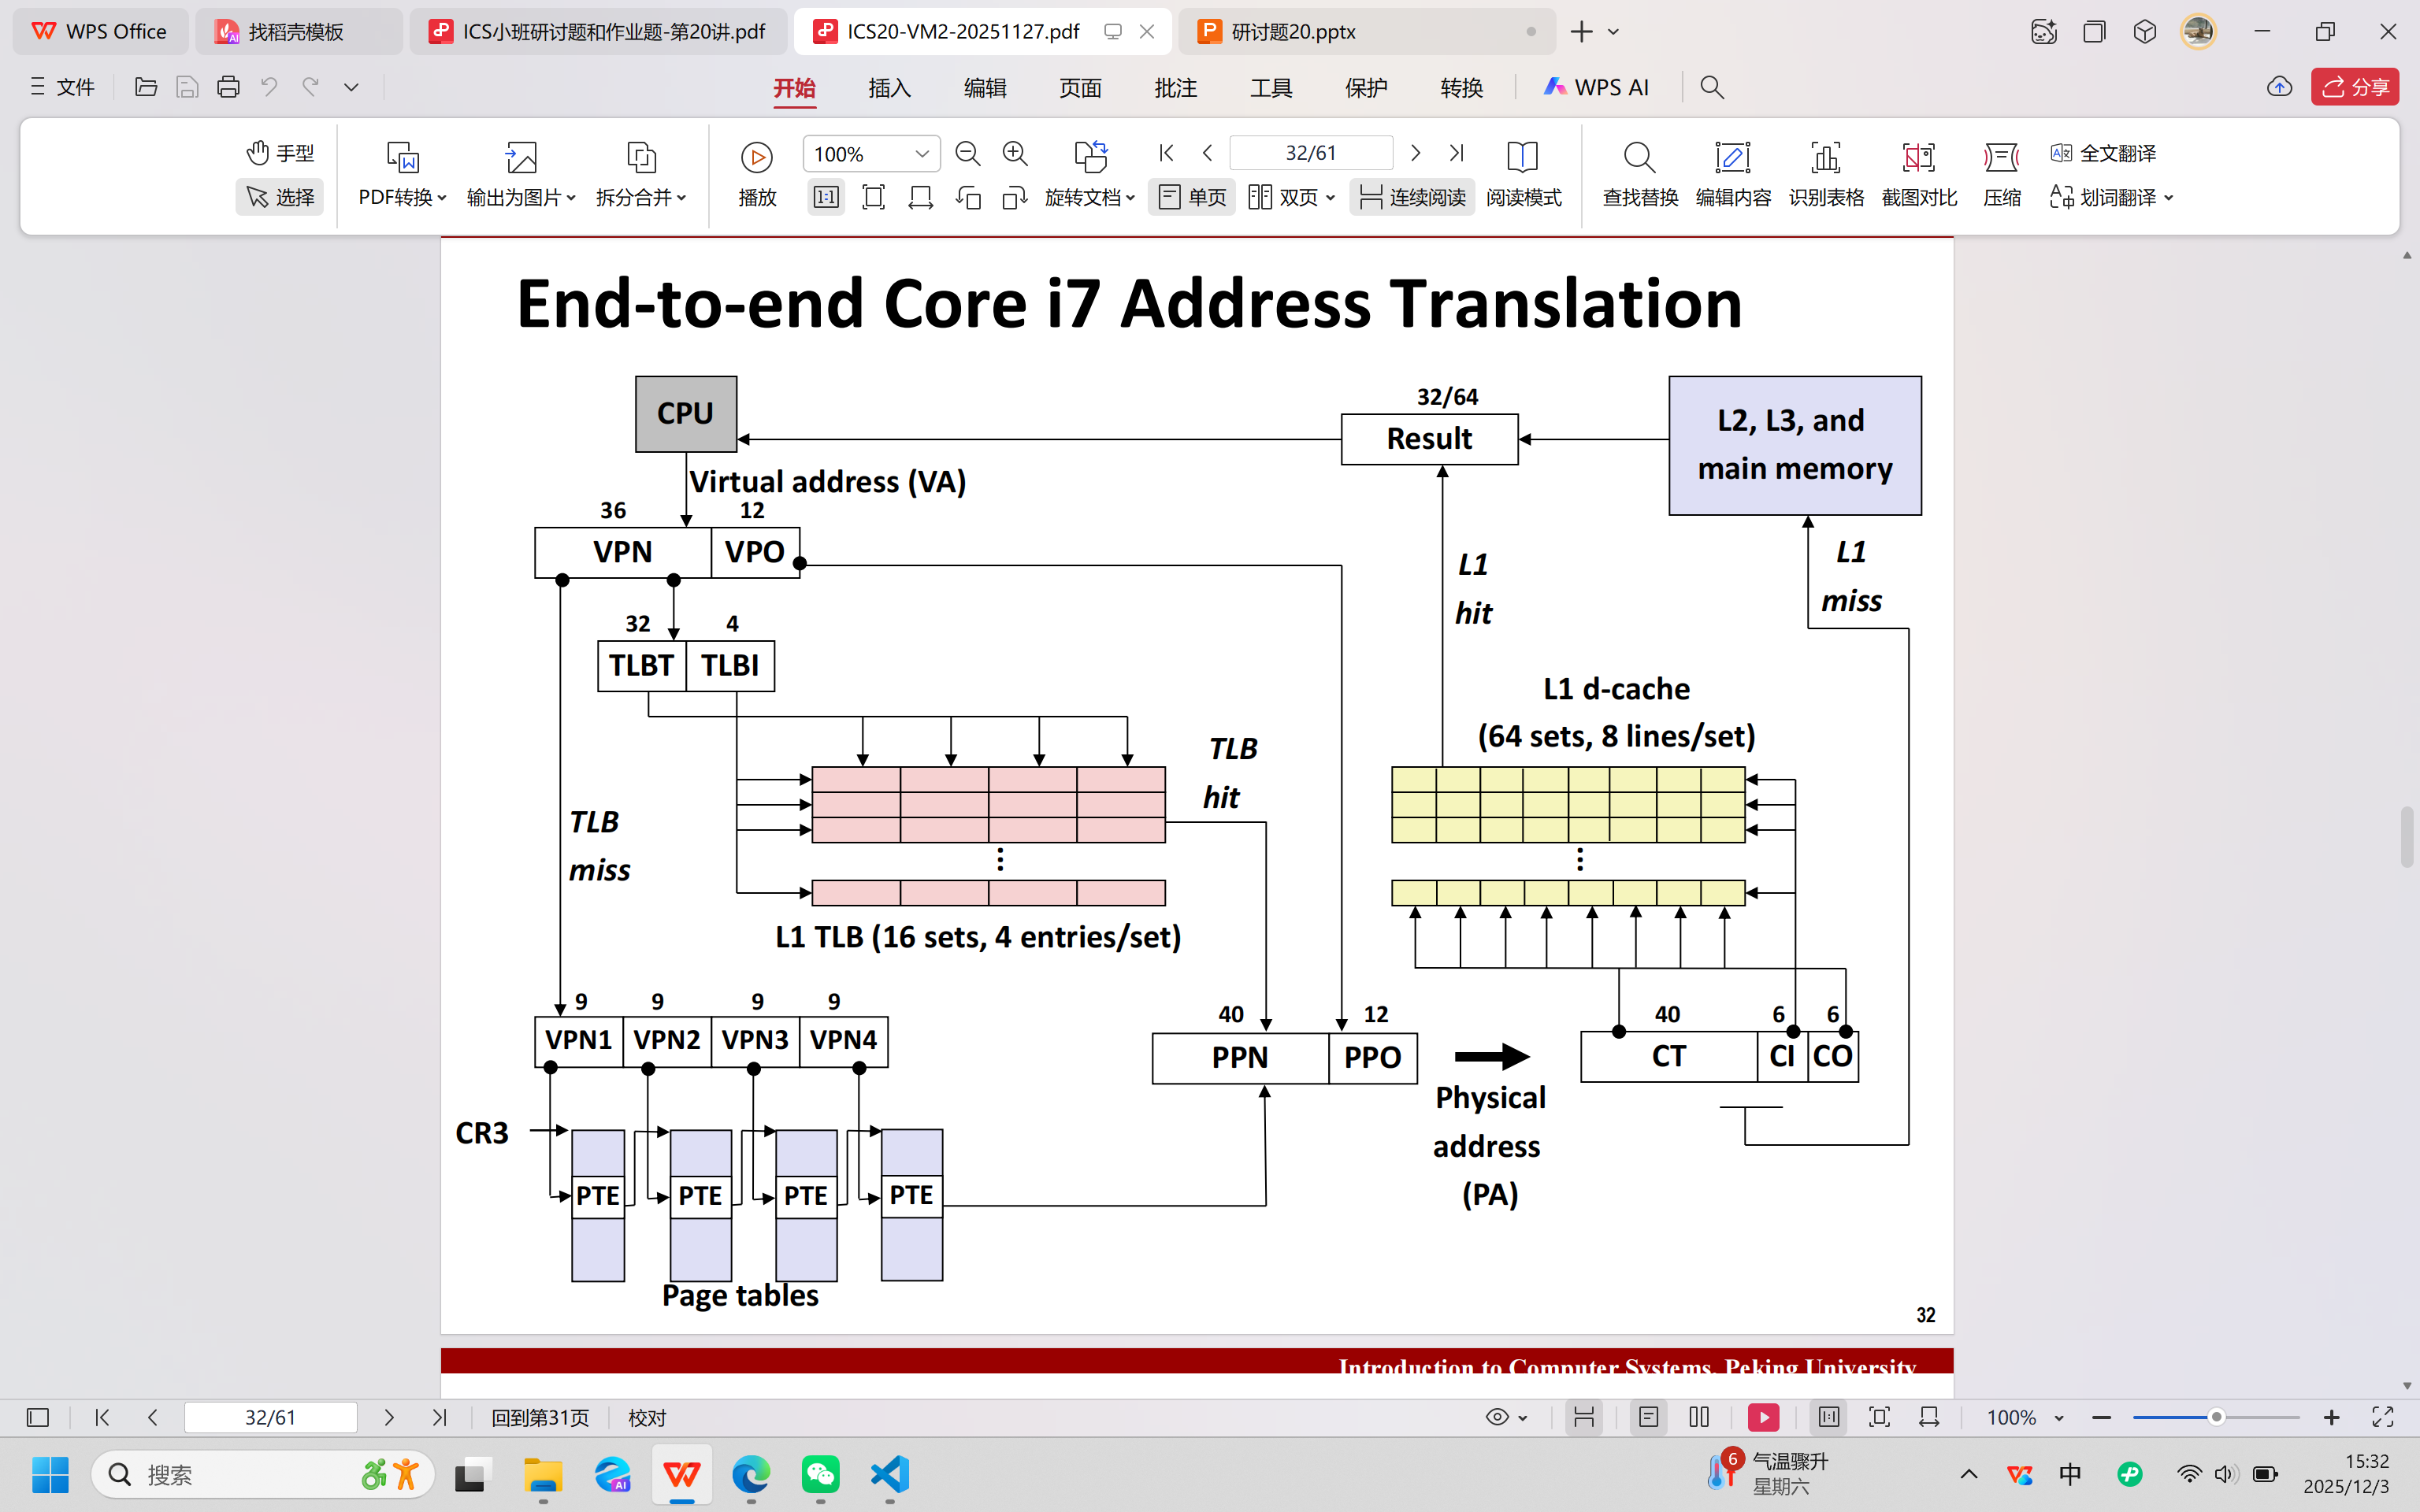 WPS Office
找稻壳模板
ICS小班研讨题和作业题-第20讲.pdf
ICS20-VM2-20251127.pdf
研讨题20.pptx
文件
开始
插入
编辑
页面
批注
工具
保护
转换
WPS AI
分享
手型
选择
PDF转换
输出为图片
拆分合并
播放
100%
32/61
旋转文档
单页
双页
连续阅读
阅读模式
查找替换
编辑内容
识别表格
截图对比
压缩
全文翻译
划词翻译
End-to-end Core i7 Address Translation
CPU
32/64
Result
L2, L3, and
main memory
Virtual address (VA)
36
12
VPN
VPO
L1
hit
L1
miss
32
4
TLBT
TLBI
L1 d-cache
(64 sets, 8 lines/set)
TLB
hit
TLB
miss
...
...
L1 TLB (16 sets, 4 entries/set)
9
9
9
9
VPN1
VPN2
VPN3
VPN4
40
12
PPN
PPO
40
6
6
CT
CI
CO
Physical
address
(PA)
CR3
PTE
PTE
PTE
PTE
Page tables
32
Introduction to Computer Systems, Peking University
32/61
回到第31页
校对
100%
搜索
6
气温骤升
星期六
中
15:32
2025/12/3